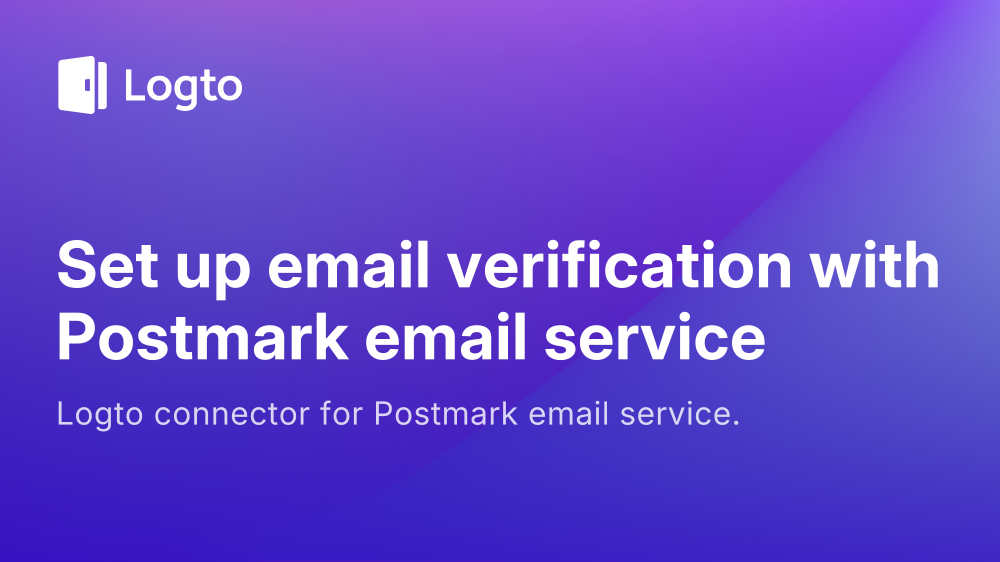 Logto
Set up email verification with
Postmark email service
Logto connector for Postmark email service.